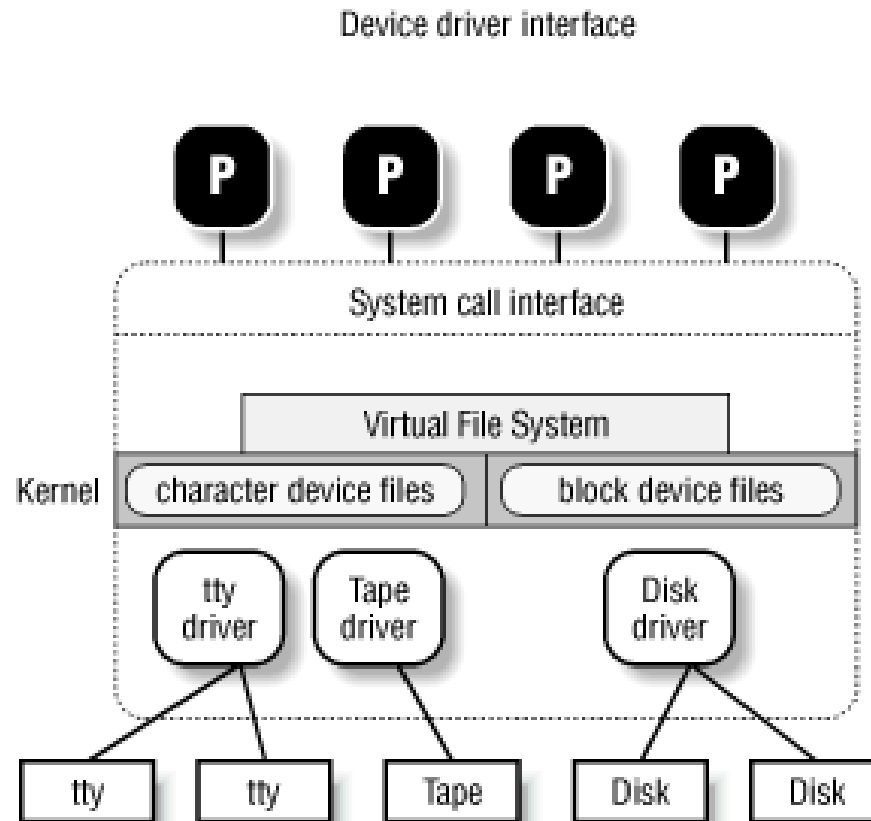 Device driver interface
P P P P
System call interface
Virtual File System
Kernel character device files block device files
tty Tape Disk
driver driver driver
tty tty Tape Disk Disk